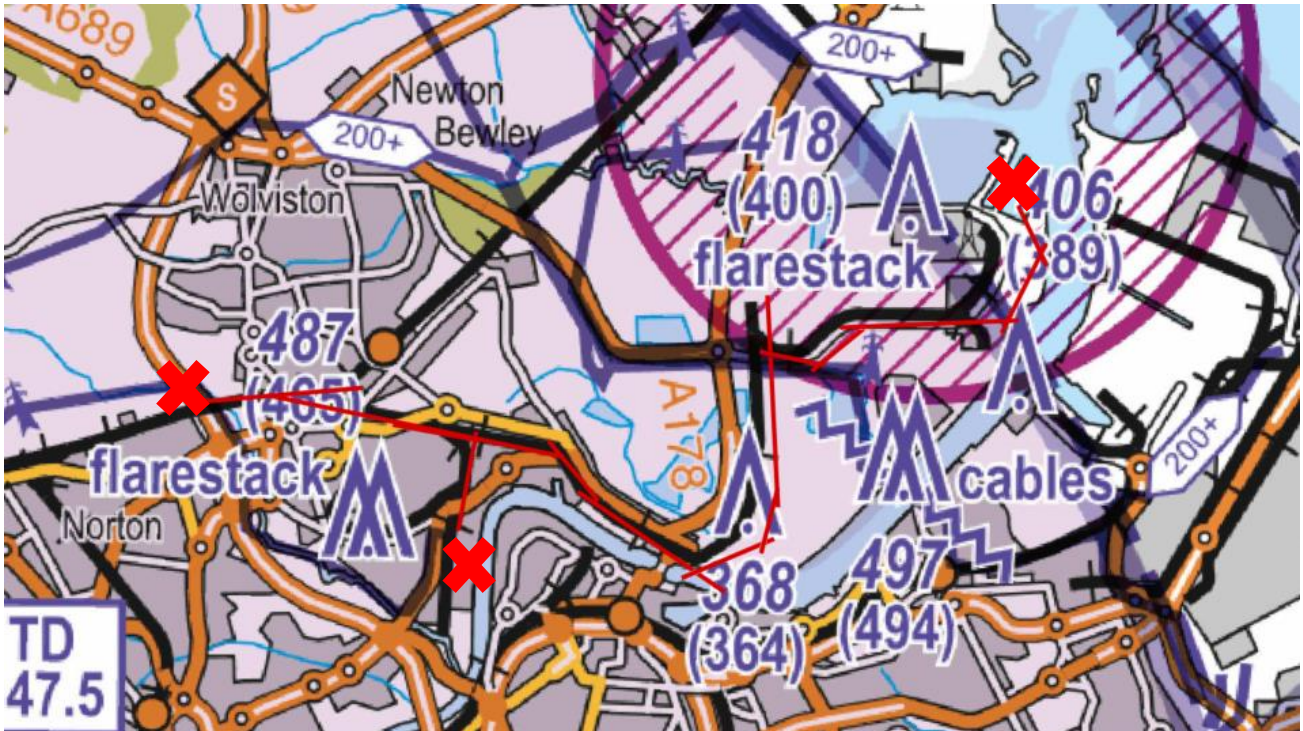 A689
200+
S
Newton
Bewley
200+
418
(400)
flarestack
406
(389)
Wolviston
487
(465)
flarestack
A178
200+
cables
Norton
368
(364)
497
(494)
TD
47.5